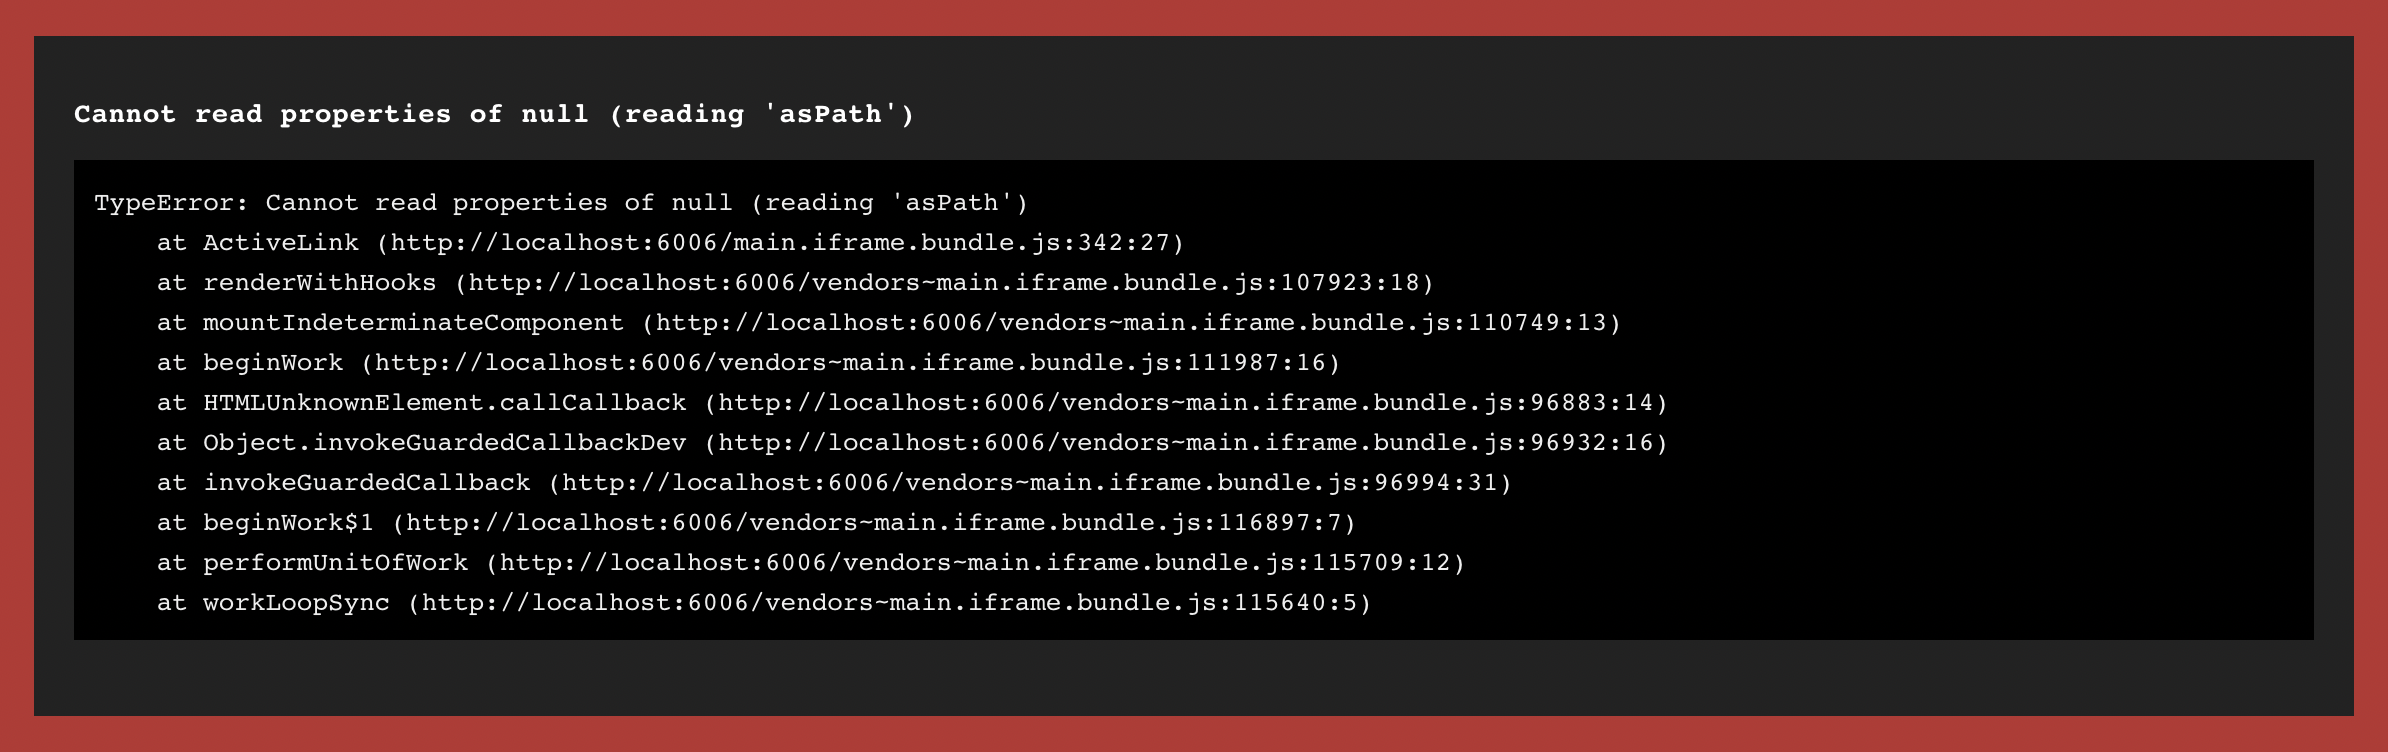 Cannot read properties of null (reading 'asPath')
TypeError: Cannot read properties of null (reading 'asPath')
    at ActiveLink (http://localhost:6006/main.iframe.bundle.js:342:27)
    at renderWithHooks (http://localhost:6006/vendors~main.iframe.bundle.js:107923:18)
    at mountIndeterminateComponent (http://localhost:6006/vendors~main.iframe.bundle.js:110749:13)
    at beginWork (http://localhost:6006/vendors~main.iframe.bundle.js:111987:16)
    at HTMLUnknownElement.callCallback (http://localhost:6006/vendors~main.iframe.bundle.js:96883:14)
    at Object.invokeGuardedCallbackDev (http://localhost:6006/vendors~main.iframe.bundle.js:96932:16)
    at invokeGuardedCallback (http://localhost:6006/vendors~main.iframe.bundle.js:96994:31)
    at beginWork$1 (http://localhost:6006/vendors~main.iframe.bundle.js:116897:7)
    at performUnitOfWork (http://localhost:6006/vendors~main.iframe.bundle.js:115709:12)
    at workLoopSync (http://localhost:6006/vendors~main.iframe.bundle.js:115640:5)